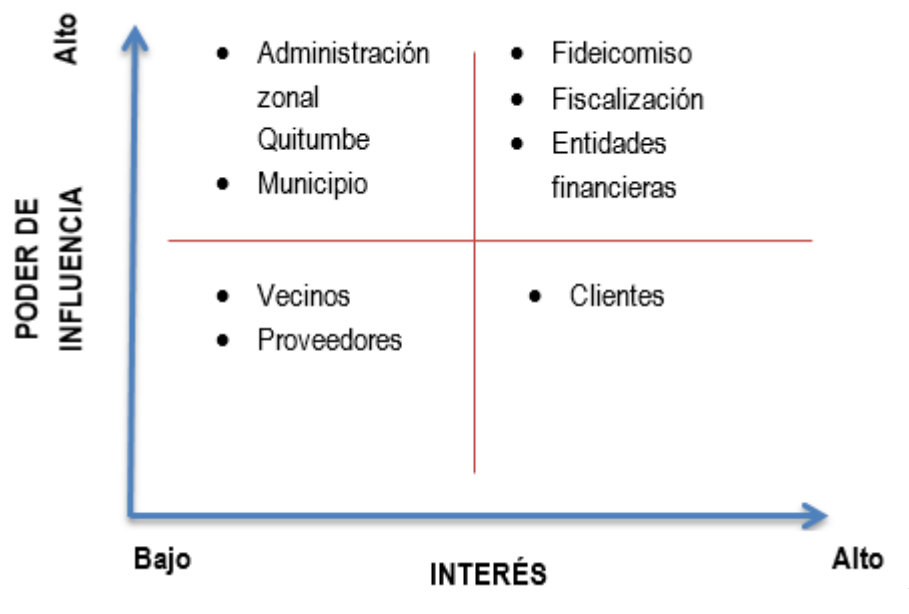 Alto
PODER DE
INFLUENCIA
• Administración
zonal
Quitumbe
• Municipio
• Fideicomiso
• Fiscalización
• Entidades
financieras
• Vecinos
• Proveedores
• Clientes
Bajo
INTERÉS
Alto